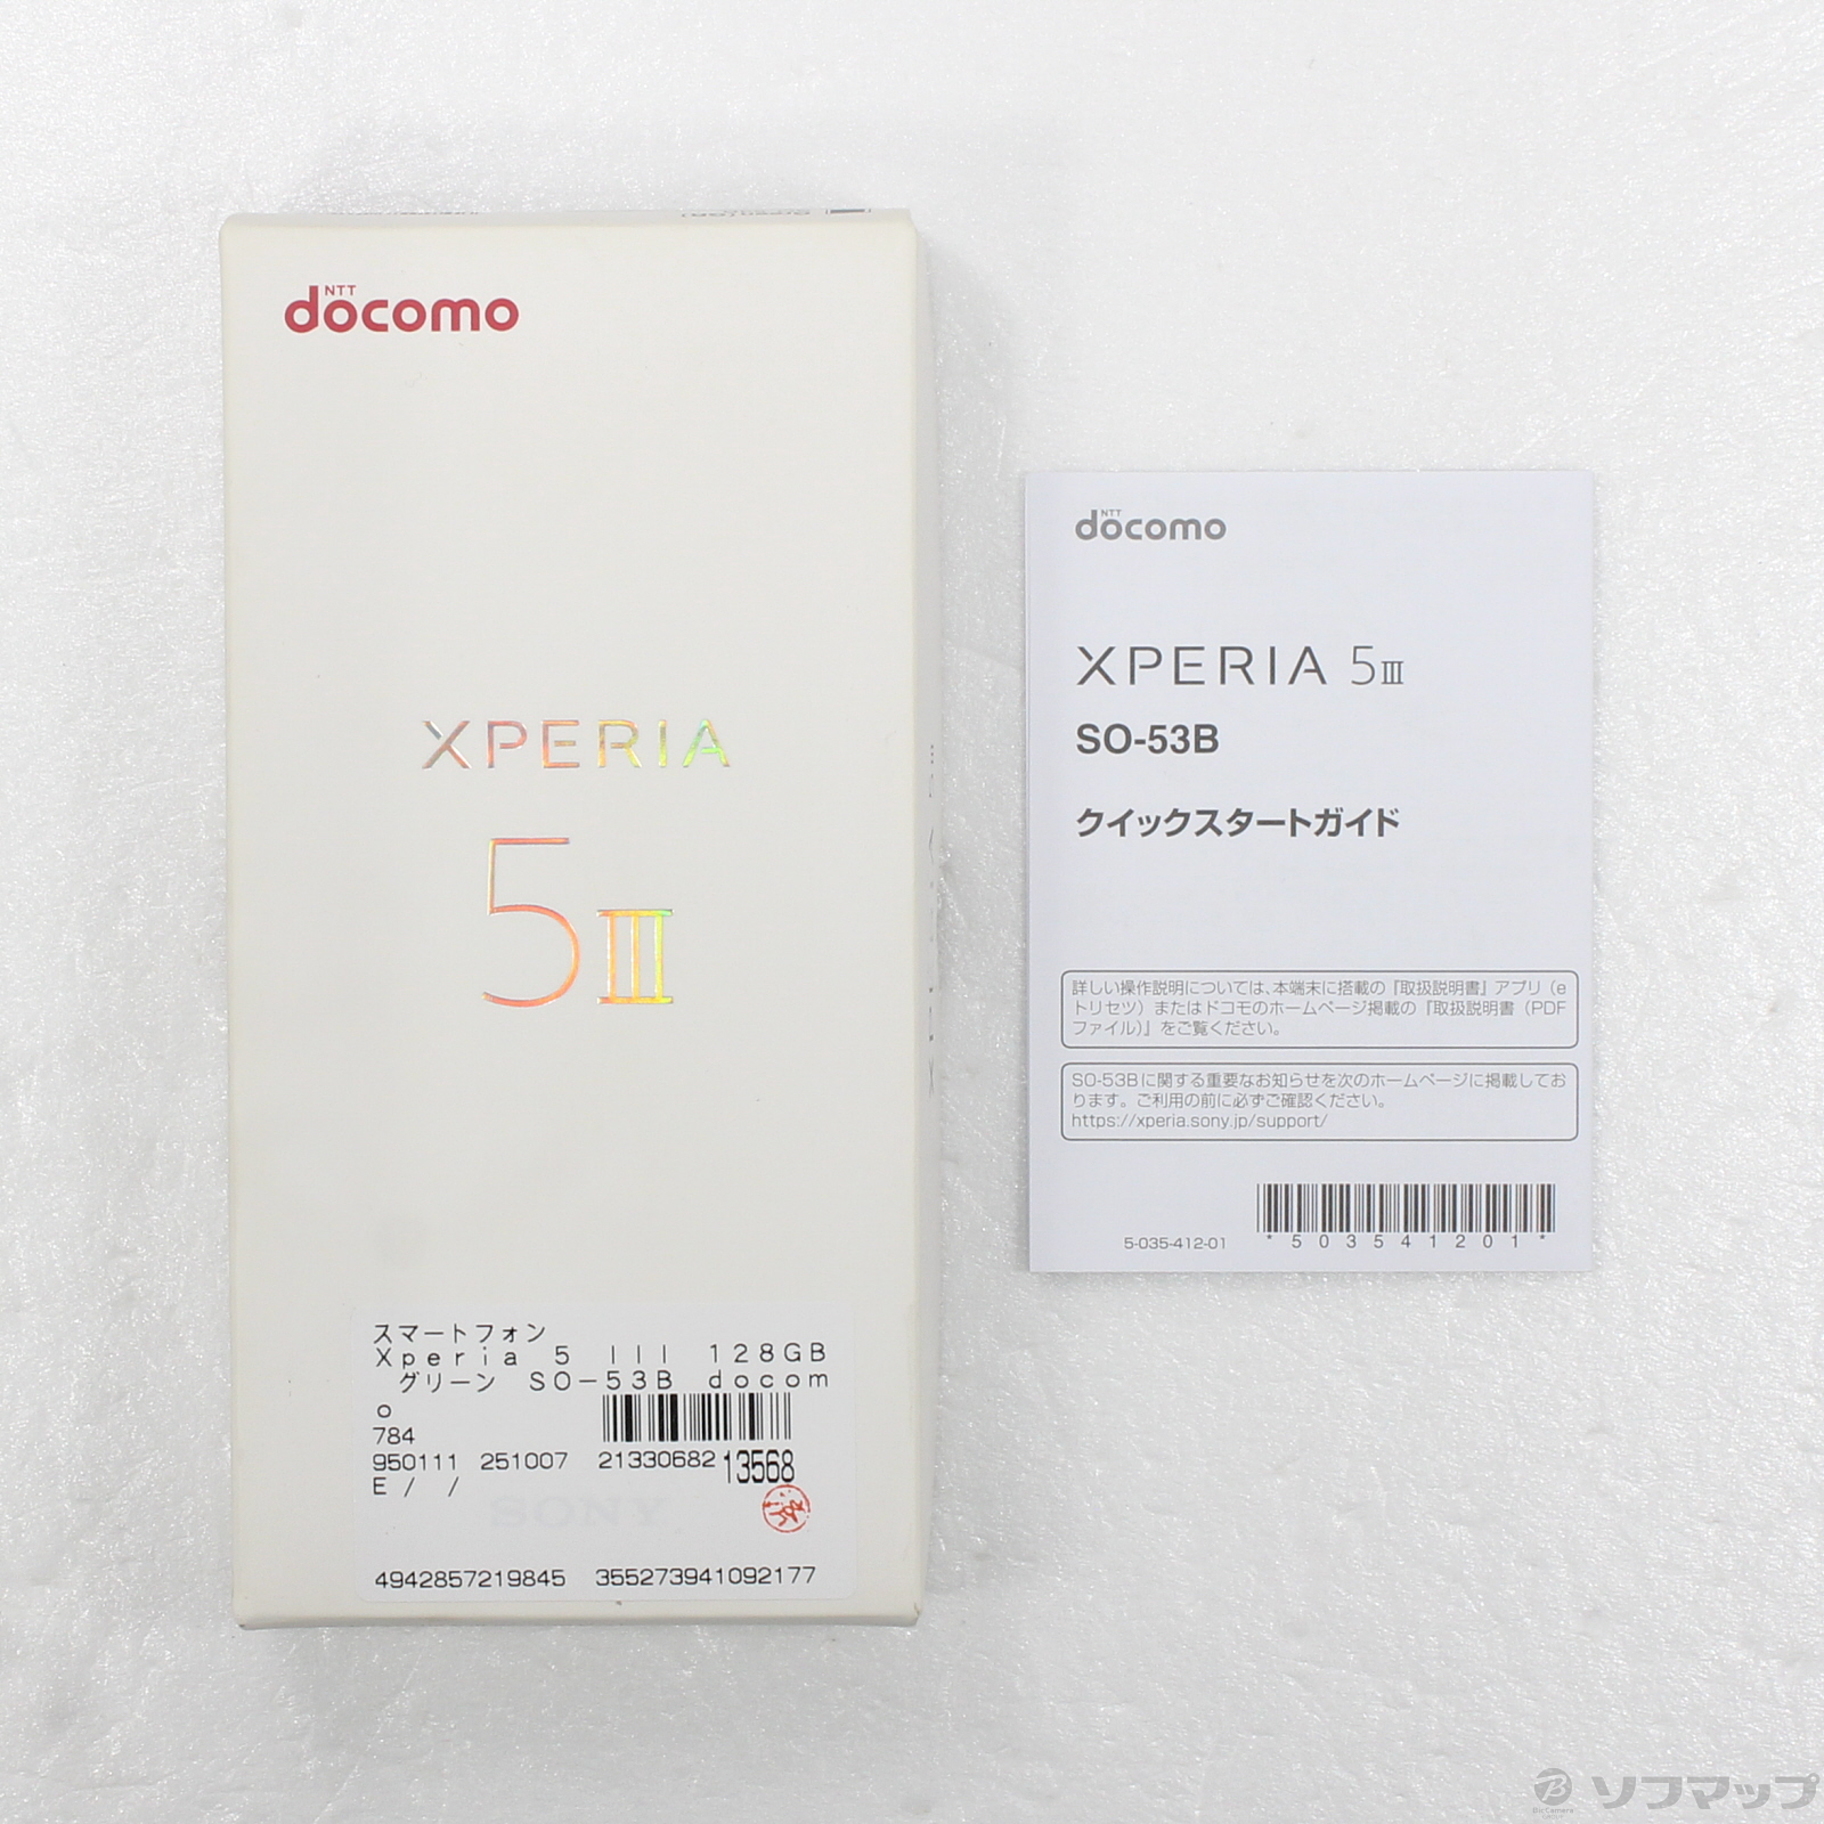 NTT
docomo
XPERIA
5III
スマートフォン
Xperia 5 III 128GB
グリーン SO-53B docom
o
784
950111 251007 21330682 13568
E / /
SONY
4942857219845 355273941092177
NTT
docomo
XPERIA 5III
SO-53B
クイックスタートガイド
詳しい操作説明については、本端末に搭載の『取扱説明書』アプリ（e
トリセツ）またはドコモのホームページ掲載の『取扱説明書（PDF
ファイル）』をご覧ください。
SO-53Bに関する重要なお知らせを次のホームページに掲載してお
ります。ご利用の前に必ずご確認ください。
https://xperia.sony.jp/support/
5-035-412-01
*503541201*
BicCamera
ソフマップ